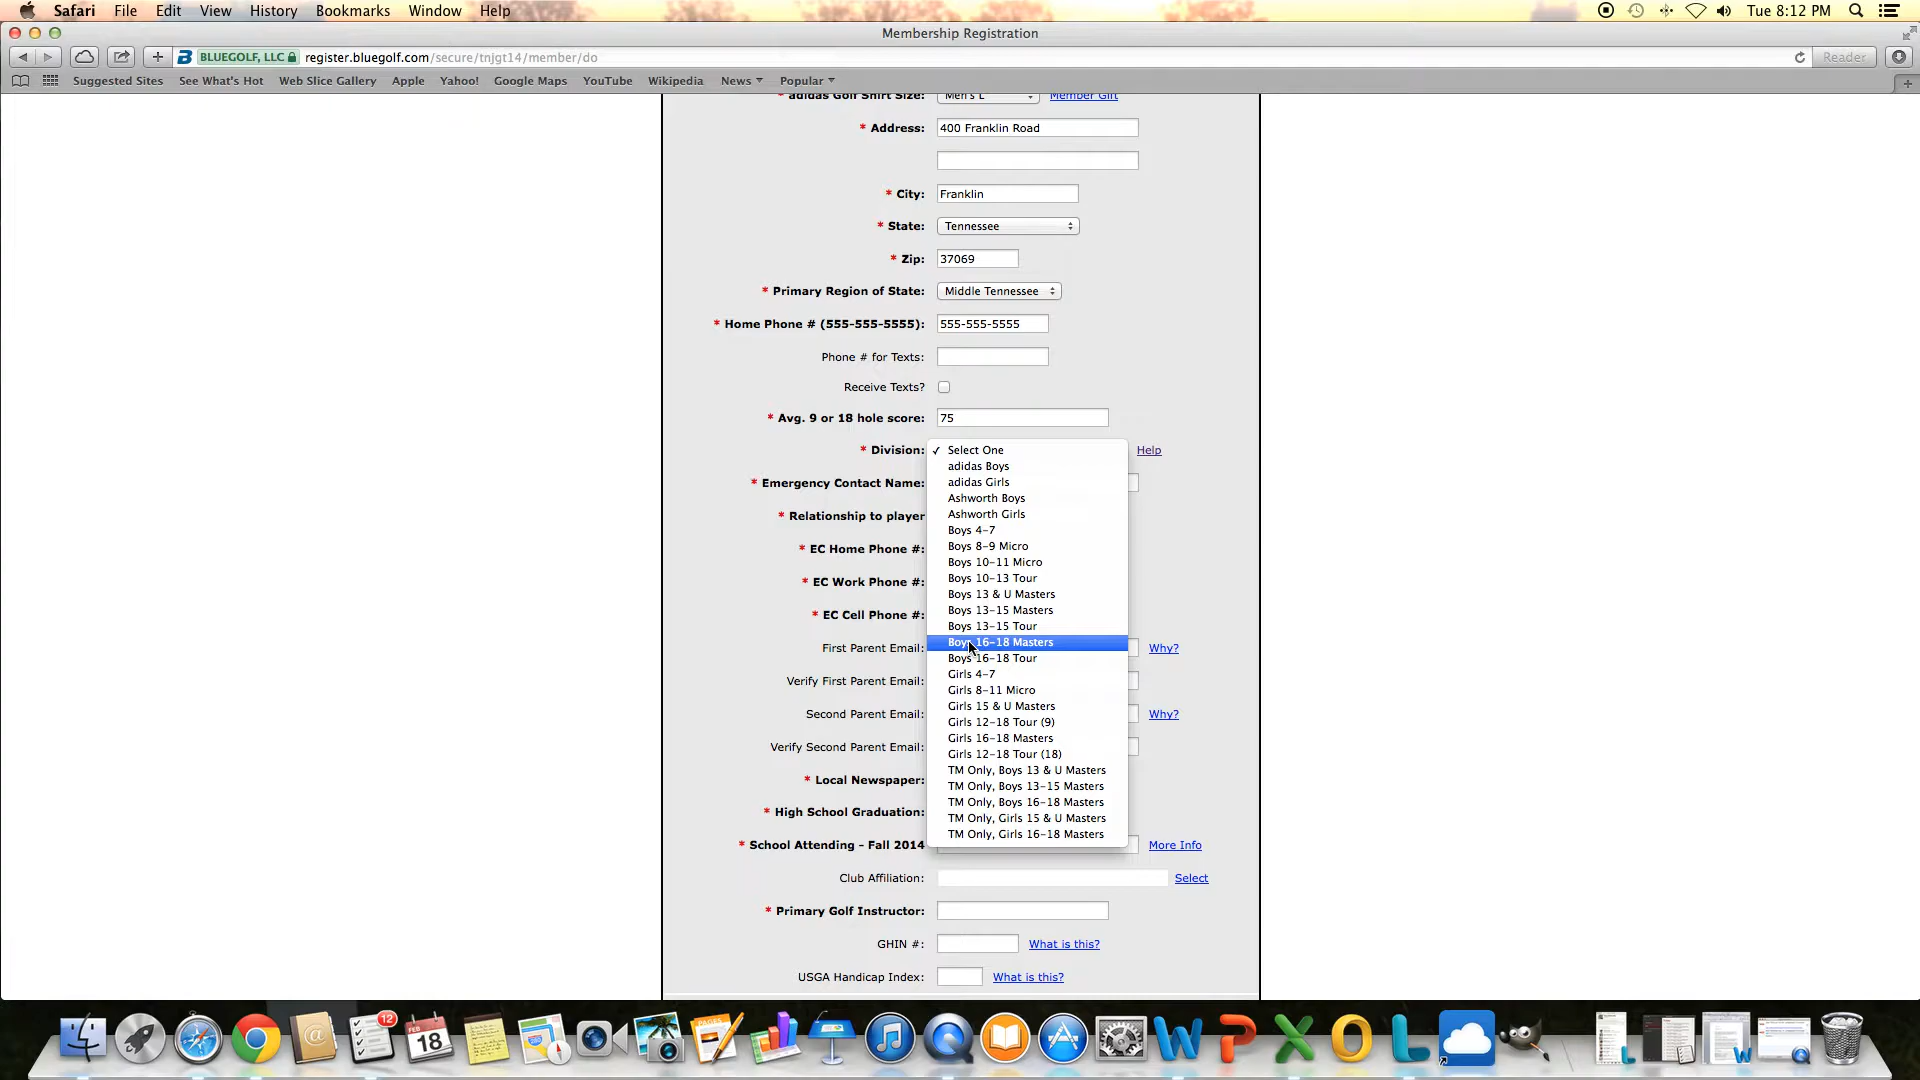 Safari File Edit View History Bookmarks Window Help Tue 8:12 PM
Membership Registration
BLUEGOLF, LLC register.bluegolf.com/secure/tnjgt14/member/do Reader
Suggested Sites See What's Hot Web Slice Gallery Apple Yahoo! Google Maps YouTube Wikipedia News Popular
* adidas Golf Shirt Size: Men's L Member Gift
* Address: 400 Franklin Road
* City: Franklin
* State: Tennessee
* Zip: 37069
* Primary Region of State: Middle Tennessee
* Home Phone # (555-555-5555): 555-555-5555
Phone # for Texts:
Receive Texts?
* Avg. 9 or 18 hole score: 75
* Division: ✓ Select One Help
adidas Boys
* Emergency Contact Name: adidas Girls
Ashworth Boys
* Relationship to player Ashworth Girls
Boys 4-7
* EC Home Phone #: Boys 8-9 Micro
Boys 10-11 Micro
* EC Work Phone #: Boys 10-13 Tour
Boys 13 & U Masters
* EC Cell Phone #: Boys 13-15 Masters
Boys 13-15 Tour
First Parent Email: Boys 16-18 Masters Why?
Boys 16-18 Tour
Verify First Parent Email: Girls 4-7
Girls 8-11 Micro
Second Parent Email: Girls 15 & U Masters Why?
Girls 12-18 Tour (9)
Verify Second Parent Email: Girls 16-18 Masters
Girls 12-18 Tour (18)
* Local Newspaper: TM Only, Boys 13 & U Masters
TM Only, Boys 13-15 Masters
* High School Graduation: TM Only, Boys 16-18 Masters
TM Only, Girls 15 & U Masters
TM Only, Girls 16-18 Masters
* School Attending - Fall 2014 More Info
Club Affiliation: Select
* Primary Golf Instructor:
GHIN #: What is this?
USGA Handicap Index: What is this?
12
FEB
18
PAGES
W P X O L